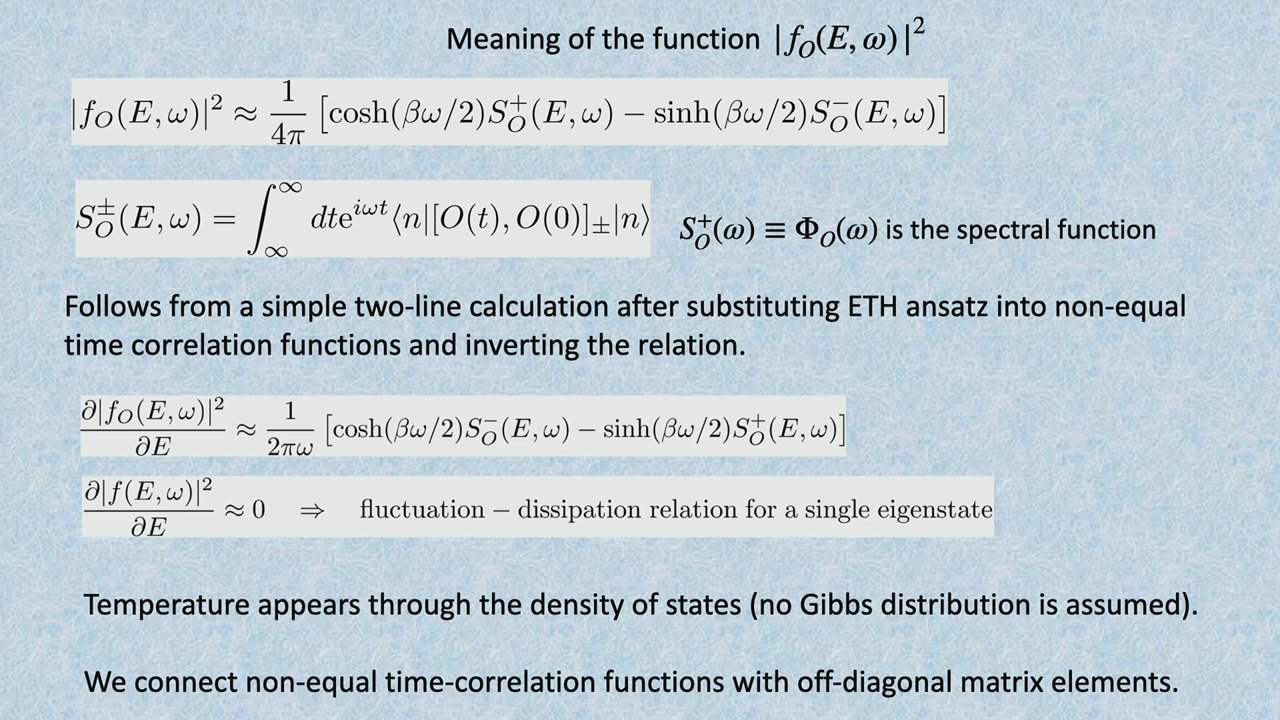 Meaning of the function |f_O(E, ω)|²
|f_O(E, ω)|² ≈ \frac{1}{4π} [cosh(βω/2)S_O^+(E, ω) − sinh(βω/2)S_O^−(E, ω)]
S_O^±(E, ω) = ∫_∞^∞ dte^{iωt}⟨n|[O(t), O(0)]_±|n⟩ S_O^+(ω) ≡ Φ_O(ω) is the spectral function
Follows from a simple two-line calculation after substituting ETH ansatz into non-equal
time correlation functions and inverting the relation.
\frac{∂|f_O(E, ω)|²}{∂E} ≈ \frac{1}{2πω} [cosh(βω/2)S_O^−(E, ω) − sinh(βω/2)S_O^+(E, ω)]
\frac{∂|f(E, ω)|²}{∂E} ≈ 0 ⇒ fluctuation − dissipation relation for a single eigenstate
Temperature appears through the density of states (no Gibbs distribution is assumed).
We connect non-equal time-correlation functions with off-diagonal matrix elements.